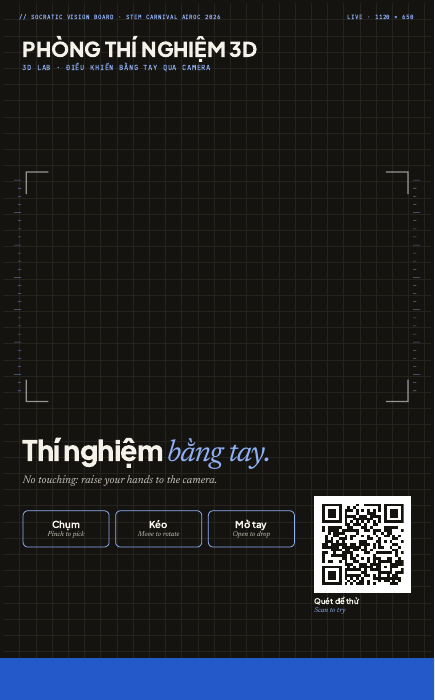 // SOCRATIC VISION BOARD · STEM CARNIVAL AIROC 2026
LIVE · 1120 × 650
PHÒNG THÍ NGHIỆM 3D
3D LAB · ĐIỀU KHIỂN BẰNG TAY QUA CAMERA
Thí nghiệm bằng tay.
No touching: raise your hands to the camera.
Chụm
Pinch to pick
Kéo
Move to rotate
Mở tay
Open to drop
Quét để thử
Scan to try